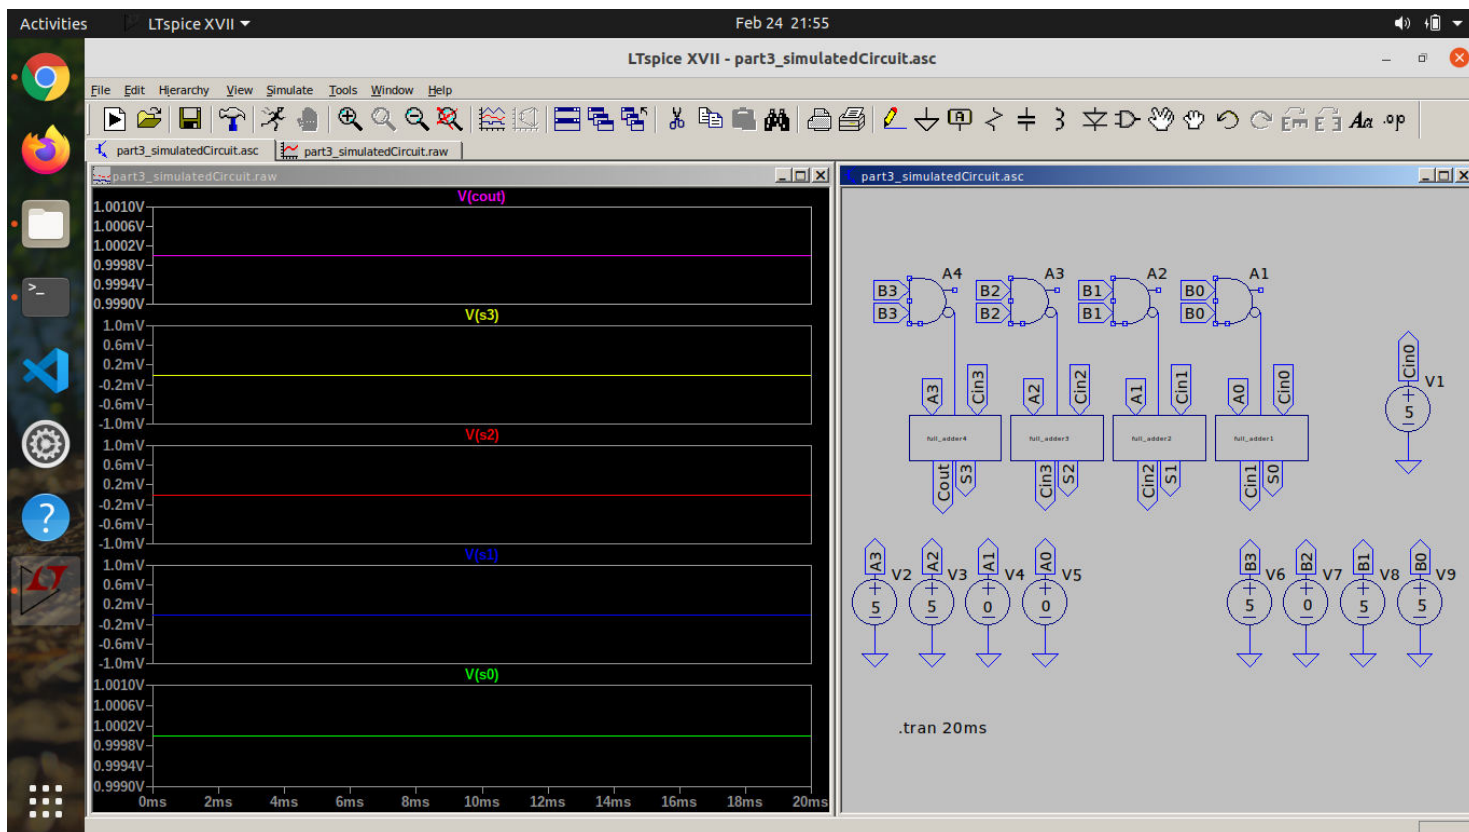 Activities LTspice XVII Feb 24 21:55
LTspice XVII - part3_simulatedCircuit.asc
File Edit Hierarchy View Simulate Tools Window Help
Aa .op
part3_simulatedCircuit.asc part3_simulatedCircuit.raw
part3_simulatedCircuit.raw
V(cout)
1.0010V
1.0006V
1.0002V
0.9998V
0.9994V
0.9990V
V(s3)
1.0mV
0.6mV
0.2mV
-0.2mV
-0.6mV
-1.0mV
V(s2)
1.0mV
0.6mV
0.2mV
-0.2mV
-0.6mV
-1.0mV
V(s1)
1.0mV
0.6mV
0.2mV
-0.2mV
-0.6mV
-1.0mV
V(s0)
1.0010V
1.0006V
1.0002V
0.9998V
0.9994V
0.9990V
0ms 2ms 4ms 6ms 8ms 10ms 12ms 14ms 16ms 18ms 20ms
part3_simulatedCircuit.asc
A4 A3 A2 A1
B3 B2 B1 B0
B3 B2 B1 B0
A3 Cin3 A2 Cin2 A1 Cin1 A0 Cin0
full_adder4 full_adder3 full_adder2 full_adder1
Cout S3 Cin3 S2 Cin2 S1 Cin1 S0
Cin0
V1
5
A3 A2 A1 A0 B3 B2 B1 B0
V2 V3 V4 V5 V6 V7 V8 V9
5 5 0 0 5 0 5 5
.tran 20ms